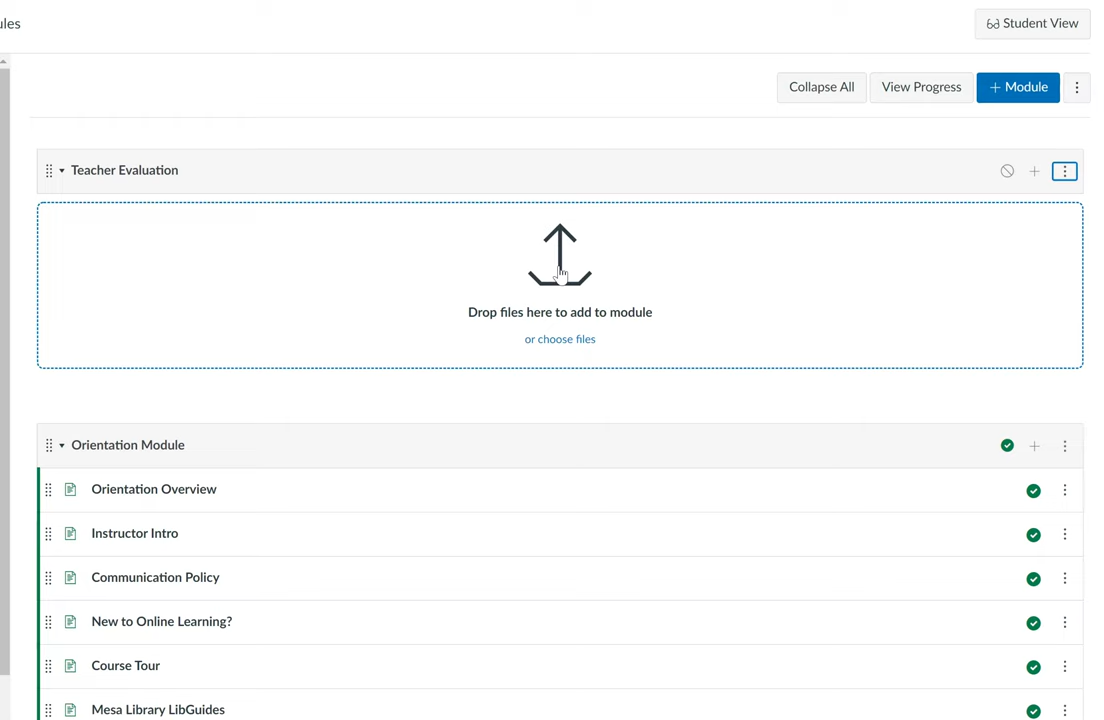 ules
Student View
Collapse All
View Progress
+ Module
Teacher Evaluation
Drop files here to add to module
or choose files
Orientation Module
Orientation Overview
Instructor Intro
Communication Policy
New to Online Learning?
Course Tour
Mesa Library LibGuides